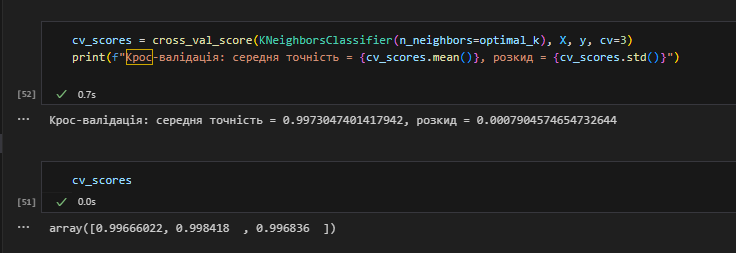 cv_scores = cross_val_score(KNeighborsClassifier(n_neighbors=optimal_k), X, y, cv=3)
print(f"Крос-валідація: середня точність = {cv_scores.mean()}, розкид = {cv_scores.std()}")
[52]
✓ 0.7s
... Крос-валідація: середня точність = 0.9973047401417942, розкид = 0.0007904574654732644
cv_scores
[51]
✓ 0.0s
... array([0.99666022, 0.998418  , 0.996836  ])